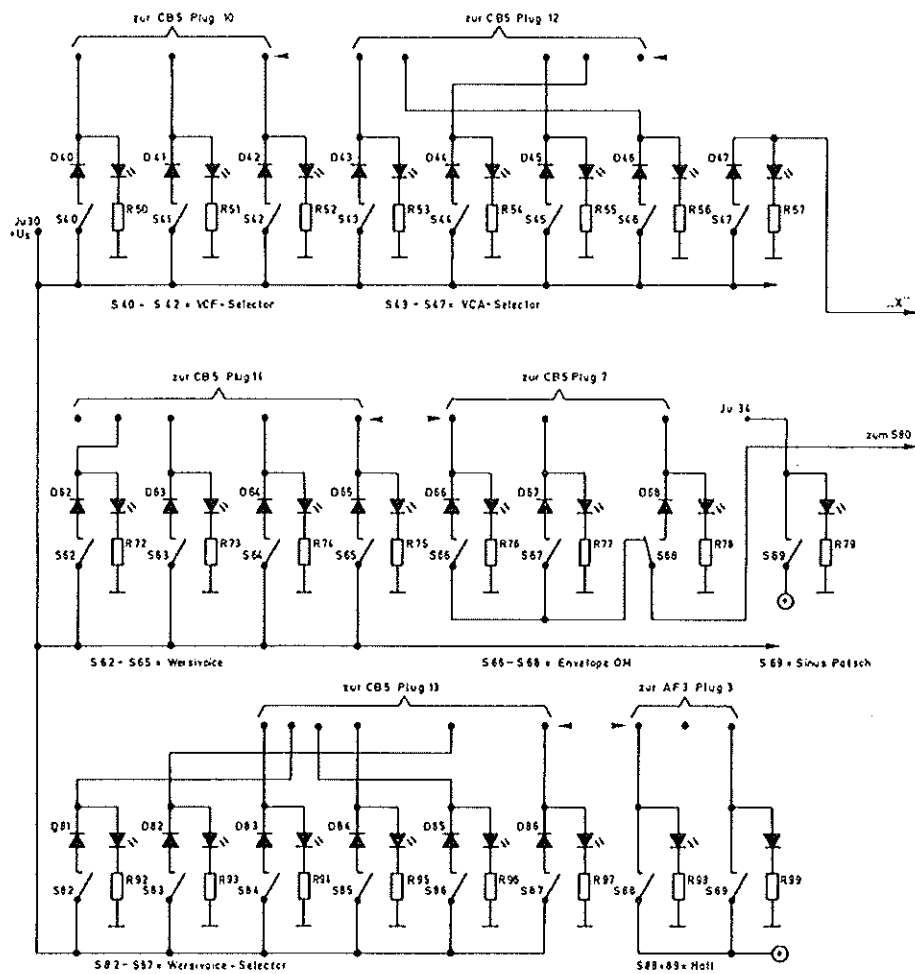 zur CB5 Plug 10 zur CB5 Plug 12
D40 D41 D42 D43 D44 D45 D46 D47
R50 R51 R52 R53 R54 R55 R56 R57
S40 S41 S42 S43 S44 S45 S46 S47
Ju30
+Us
S40 - S42 = VCF-Selector S43 - S47 = VCA-Selector
„X"
zur CB5 Plug 14 zur CB5 Plug 7
Ju 34
zum S80
D62 D63 D64 D65 D66 D67 D68
R72 R73 R74 R75 R76 R77 R78 R79
S62 S63 S64 S65 S66 S67 S68 S69
S62 - S65 = Wersivoice S66 - S68 = Envelope OH S69 = Sinus Patsch
zur CB5 Plug 13 zur AF3 Plug 3
D81 D82 D83 D84 D85 D86
R92 R93 R94 R95 R96 R97 R98 R99
S82 S83 S84 S85 S86 S87 S88 S89
S82 - S87 = Wersivoice - Selector S88+89 = Hall